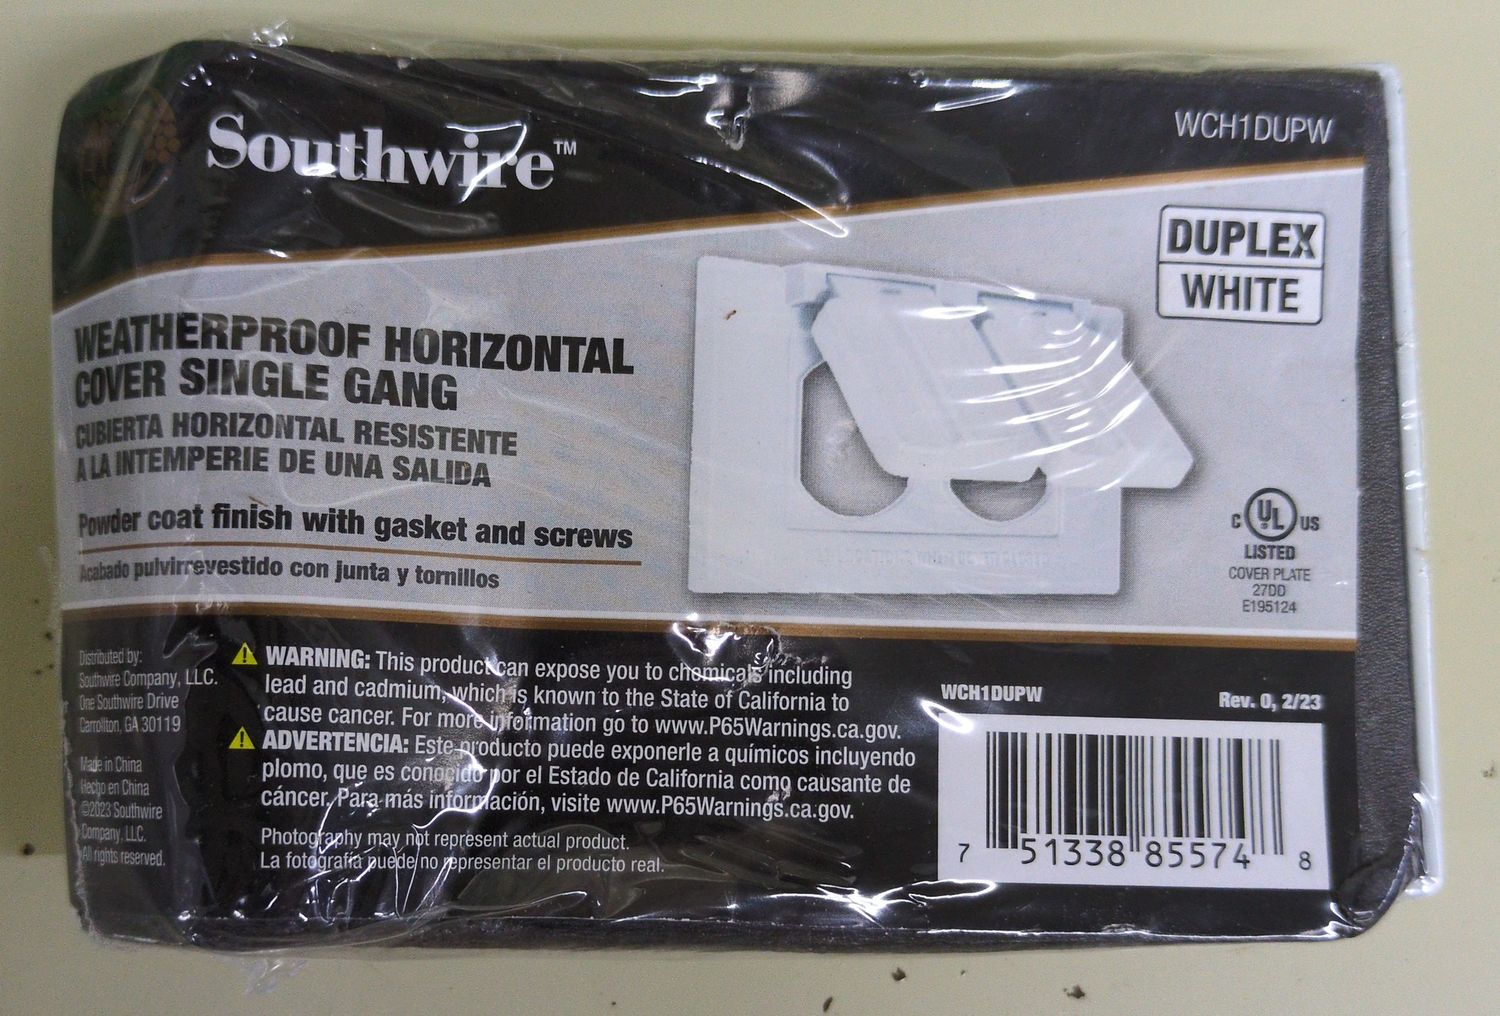 Southwire™
WCH1DUPW
DUPLEX
WHITE
WEATHERPROOF HORIZONTAL
COVER SINGLE GANG
CUBIERTA HORIZONTAL RESISTENTE
A LA INTEMPERIE DE UNA SALIDA
Powder coat finish with gasket and screws
Acabado pulvirrevestido con junta y tornillos
C UL US
LISTED
COVER PLATE
27DD
E195124
Distributed by:
Southwire Company, LLC.
One Southwire Drive
Carrollton, GA 30119
Made in China
Hecho en China
©2023 Southwire
Company, LLC.
All rights reserved.
WARNING: This product can expose you to chemicals including
lead and cadmium, which is known to the State of California to
cause cancer. For more information go to www.P65Warnings.ca.gov.
ADVERTENCIA: Este producto puede exponerle a químicos incluyendo
plomo, que es conocido por el Estado de California como causante de
cáncer. Para más información, visite www.P65Warnings.ca.gov.
Photography may not represent actual product.
La fotografía puede no representar el producto real.
WCH1DUPW
Rev. 0, 2/23
7 51338 85574 8